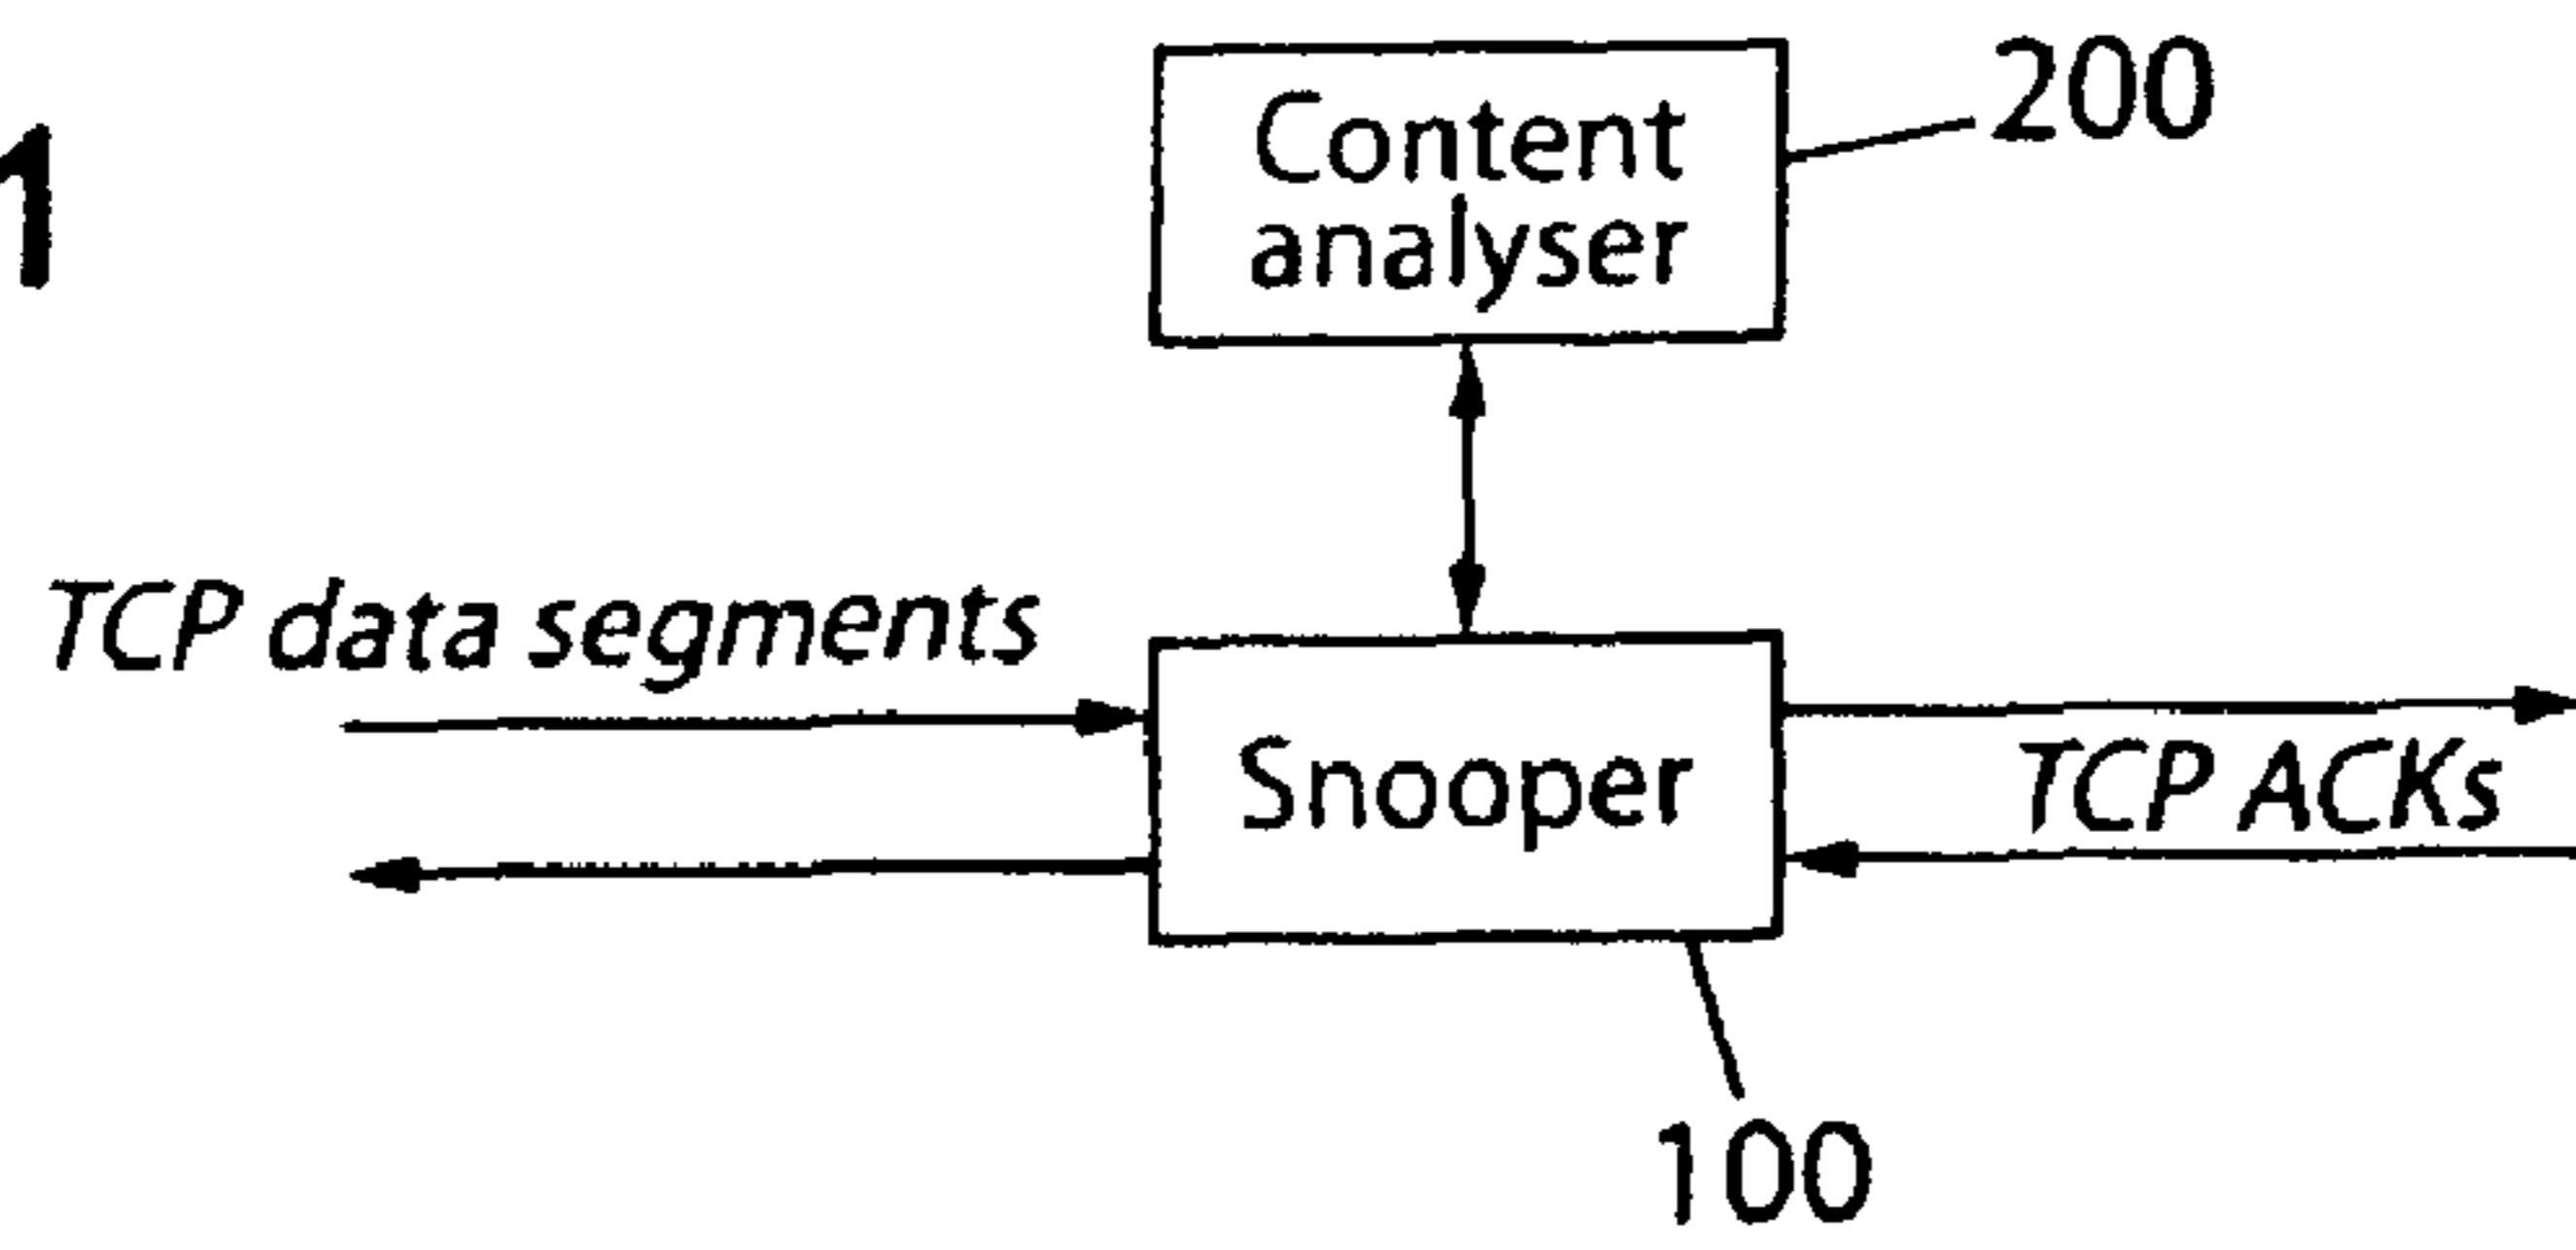 1
Content
analyser
200
TCP data segments
Snooper
TCP ACKs
100